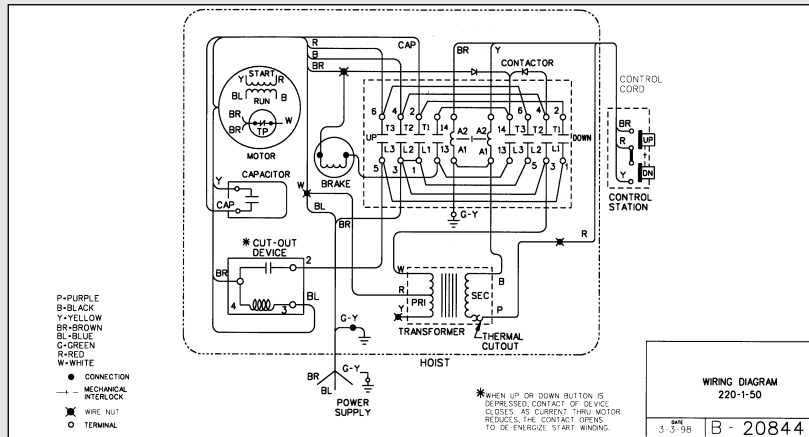 R
B
BR
CAP
BR
Y
CONTACTOR
CONTROL
CORD
START
Y R
BL RUN B
BR
BR TP W
MOTOR
6 4 2 14 6 4 2
UP T3 T2 T1 A2 A2 T3 T2 T1 DOWN
L3 L2 L1 13 A1 A1 13 L1 L3 L2 L1
5 3 1 5 3 1
BRAKE
BR
R
Y
UP
DN
CONTROL
STATION
CAPACITOR
Y
CAP
W
BL
BR
G-Y
R
* CUT-OUT
DEVICE
BR 2
4 3
BL
W
R PRI SEC
Y
B
P
TRANSFORMER
THERMAL
CUTOUT
HOIST
G-Y
G-Y
BR
BL
POWER
SUPPLY
P-PURPLE
B-BLACK
Y-YELLOW
BR-BROWN
BL-BLUE
G-GREEN
R-RED
W-WHITE
CONNECTION
MECHANICAL
INTERLOCK
WIRE NUT
TERMINAL
*WHEN UP OR DOWN BUTTON IS
DEPRESSED, CONTACT OF DEVICE
CLOSES. AS CURRENT THRU MOTOR
REDUCES, THE CONTACT OPENS
TO DE-ENERGIZE START WINDING.
WIRING DIAGRAM
220-1-50
DATE
3-3-98
B - 20844